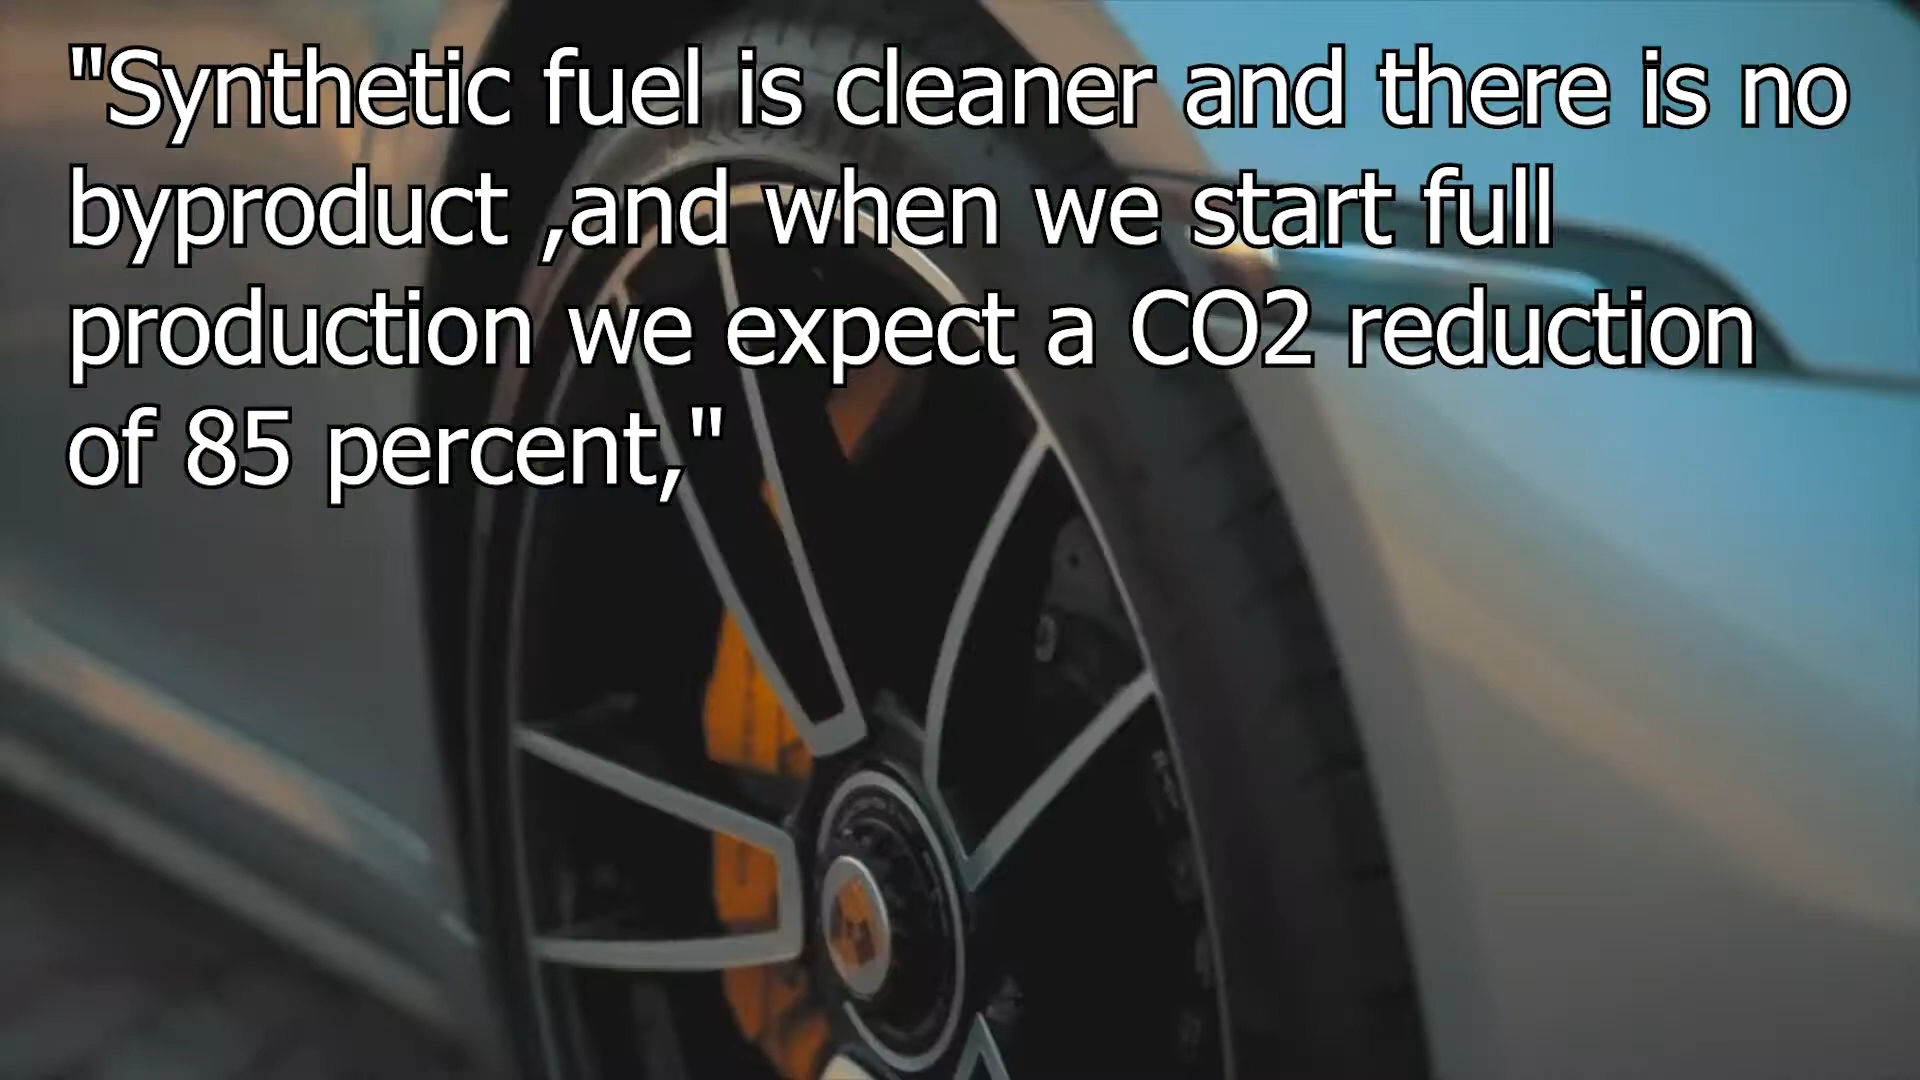 "Synthetic fuel is cleaner and there is no
byproduct ,and when we start full
production we expect a CO2 reduction
of 85 percent,"